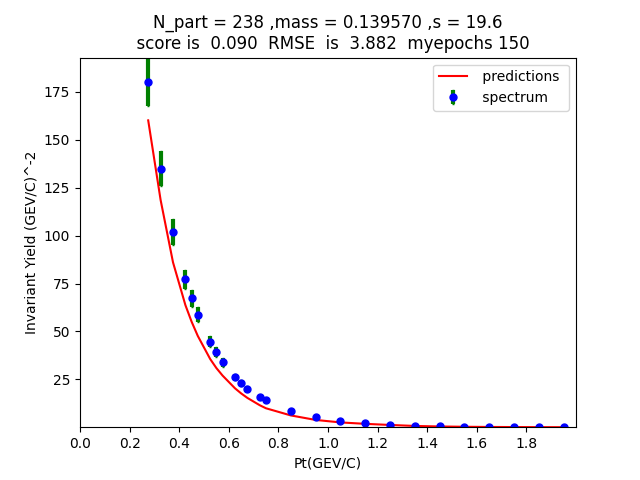 N_part = 238 ,mass = 0.139570 ,s = 19.6
score is  0.090  RMSE  is  3.882  myepochs 150
predictions
spectrum
Invariant Yield (GEV/C)^-2
175
150
125
100
75
50
25
0.0 0.2 0.4 0.6 0.8 1.0 1.2 1.4 1.6 1.8
Pt(GEV/C)